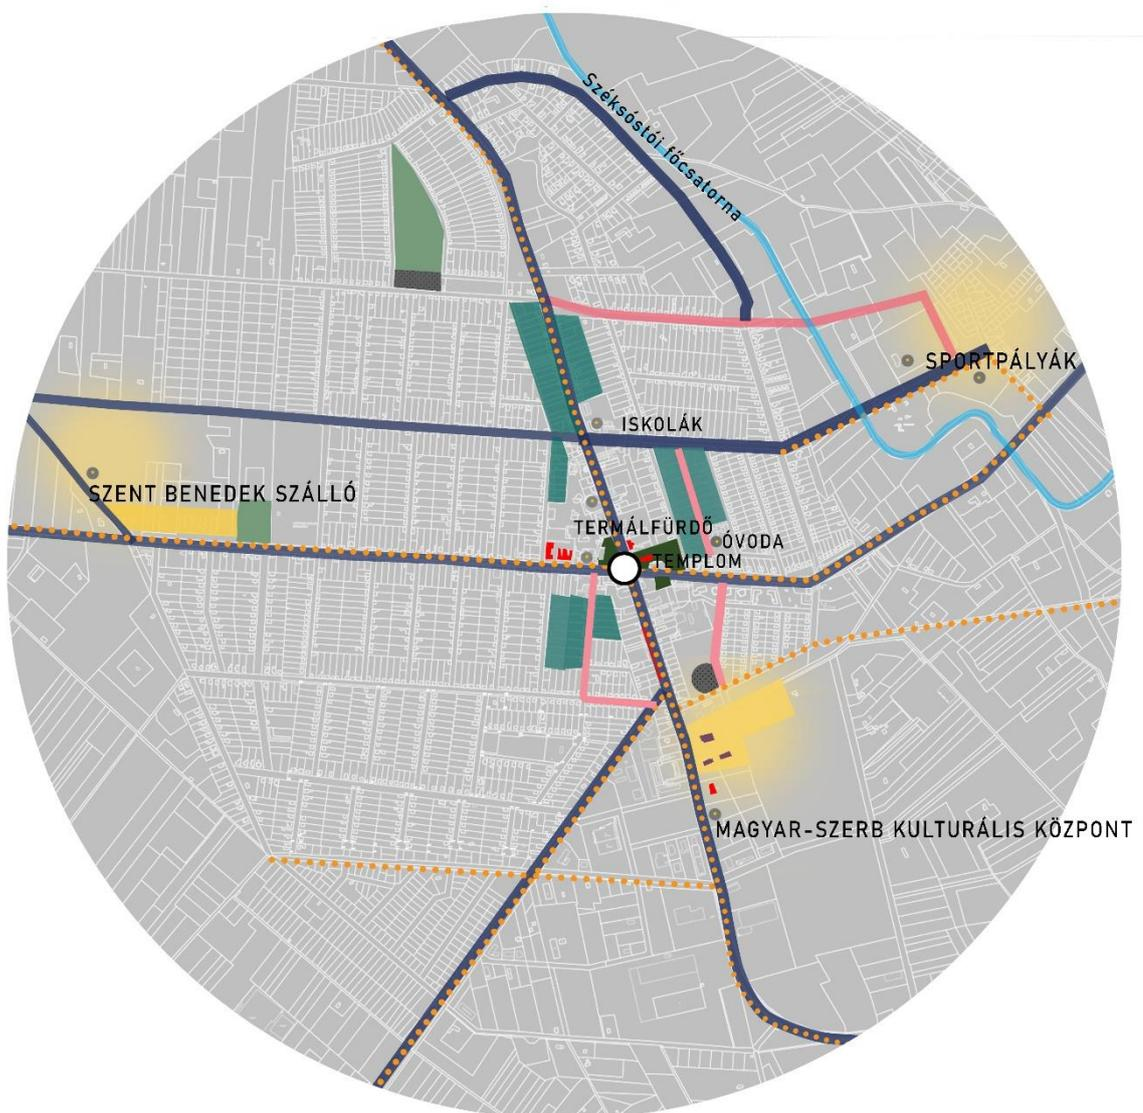 Széksóstói főcsatorna
SPORTPÁLYÁK
ISKOLÁK
SZENT BENEDEK SZÁLLÓ
TERMÁLFÜRDŐ
ÓVODA
TEMPLOM
MAGYAR-SZERB KULTURÁLIS KÖZPONT